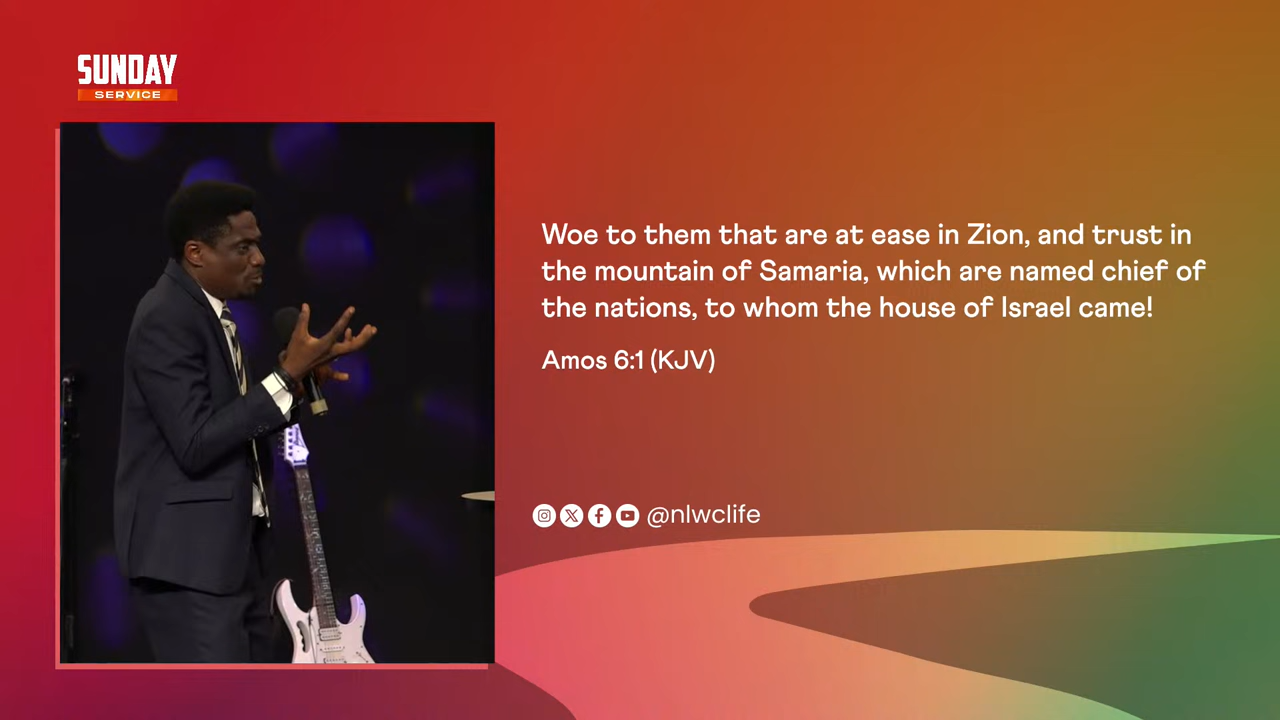 SUNDAY
SERVICE
Woe to them that are at ease in Zion, and trust in
the mountain of Samaria, which are named chief of
the nations, to whom the house of Israel came!
Amos 6:1 (KJV)
@nlwclife